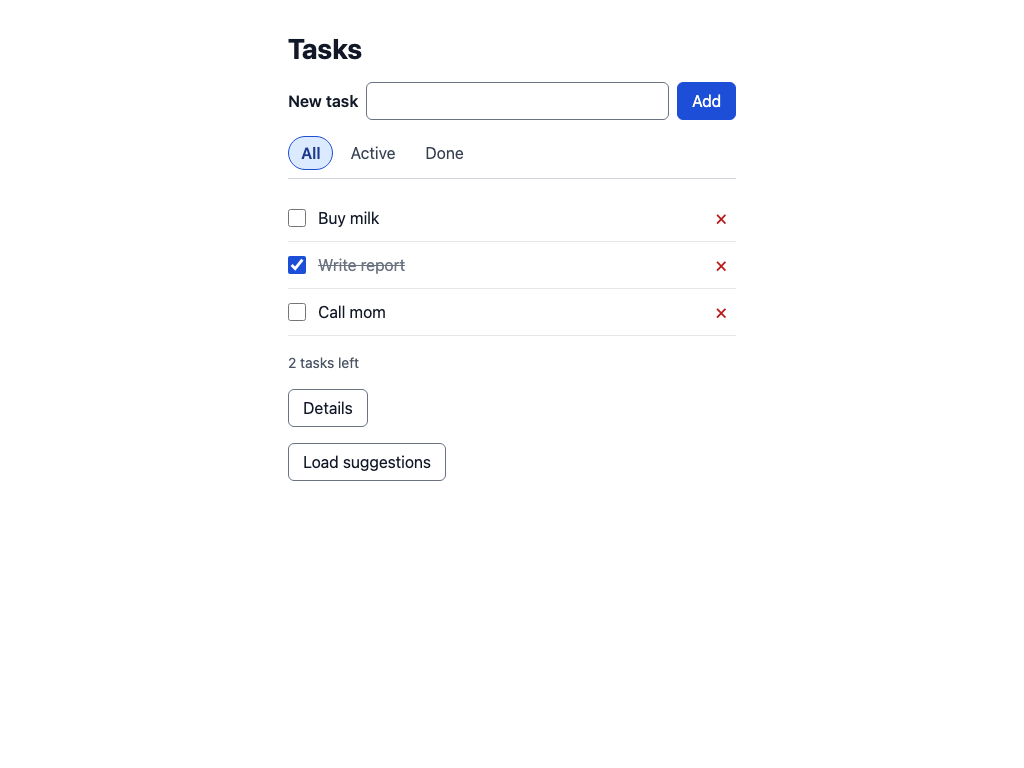 Tasks
New task Add
All Active Done
Buy milk ×
Write report ×
Call mom ×
2 tasks left
Details
Load suggestions